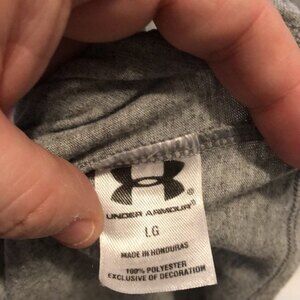 UNDER ARMOUR®
LG
MADE IN HONDURAS
100% POLYESTER
EXCLUSIVE OF DECORATION